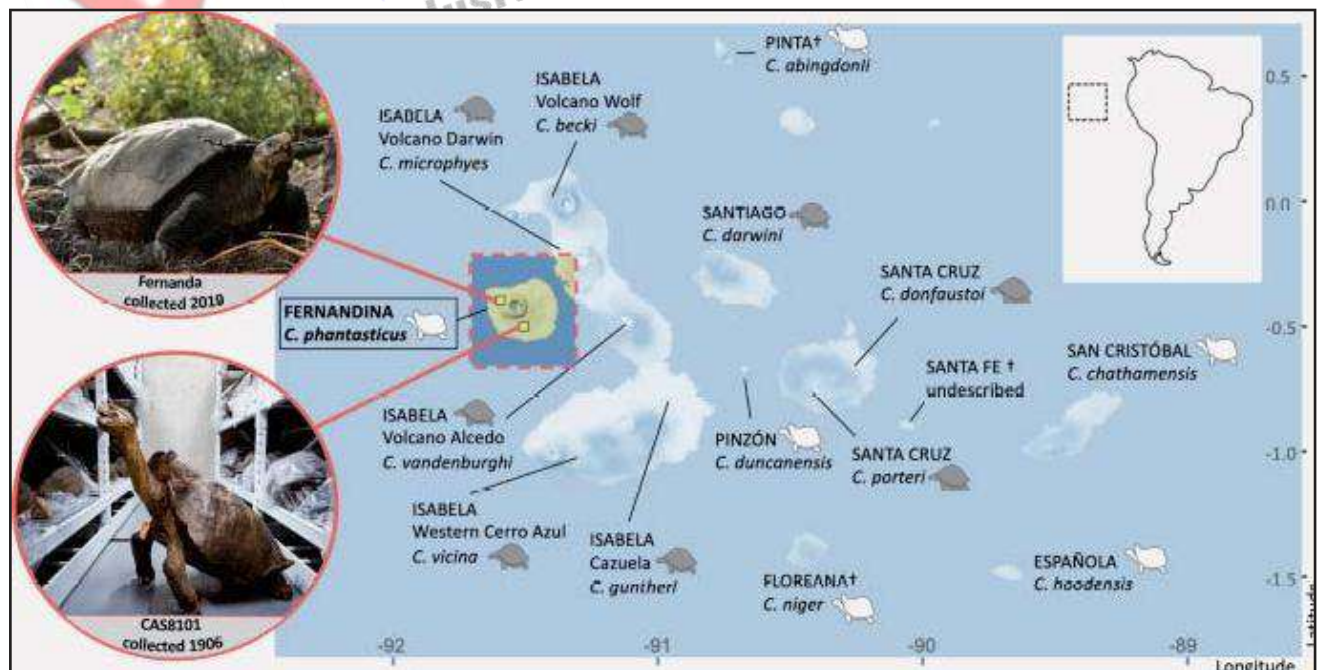 PINTA†
C. abingdonii
ISABELA
Volcano Wolf
C. becki
ISABELA
Volcano Darwin
C. microphyes
0.5
0.0
SANTIAGO
C. darwini
SANTA CRUZ
C. donfaustoi
Fernanda
collected 2019
FERNANDINA
C. phantasticus
-0.5
SAN CRISTÓBAL
C. chathamensis
SANTA FE †
undescribed
ISABELA
Volcano Alcedo
C. vandenburghi
PINZÓN
C. duncanensis
SANTA CRUZ
C. porteri
-1.0
ISABELA
Western Cerro Azul
C. vicina
ISABELA
Cazuela
C. guntheri
FLOREANA†
C. niger
ESPAÑOLA
C. hoodensis
-1.5
CAS8101
collected 1906
-92
-91
-90
-89
Latitude
Longitude